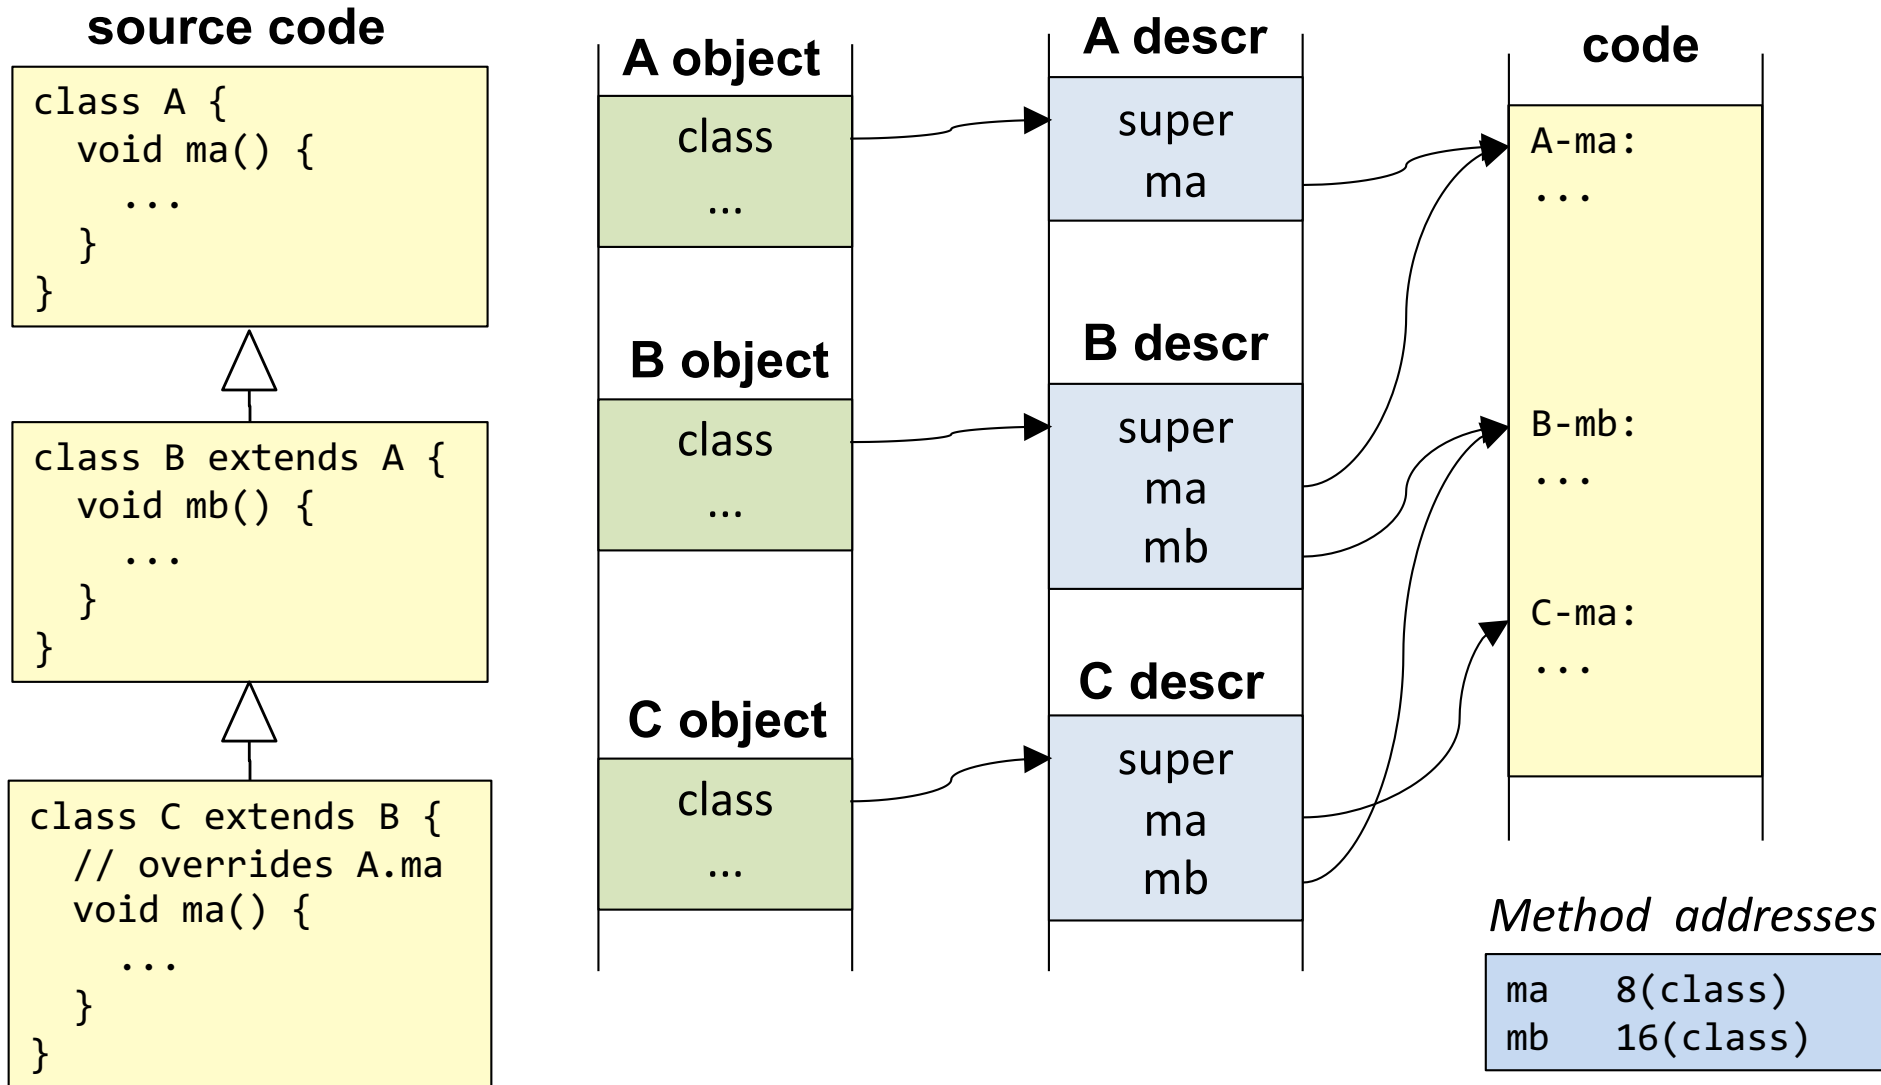 source code
class A {
  void ma() {
    ...
  }
}
class B extends A {
  void mb() {
    ...
  }
}
class C extends B {
  // overrides A.ma
  void ma() {
    ...
  }
}
A object
class
...
B object
class
...
C object
class
...
A descr
super
ma
B descr
super
ma
mb
C descr
super
ma
mb
code
A-ma:
...
B-mb:
...
C-ma:
...
Method addresses
ma 8(class)
mb 16(class)